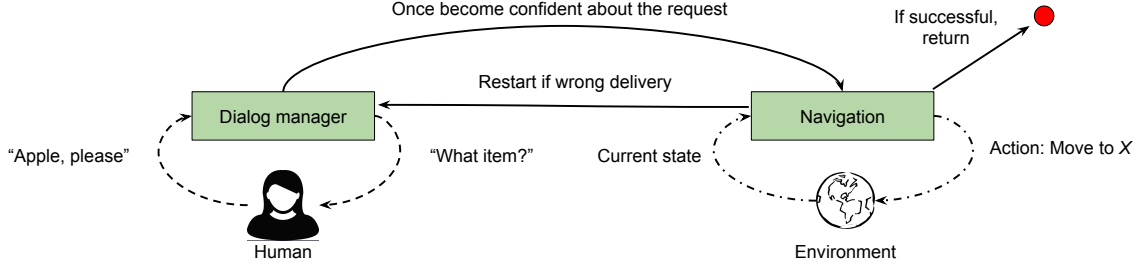 Once become confident about the request
If successful,
return
Restart if wrong delivery
Dialog manager
Navigation
“Apple, please”
“What item?”
Current state
Action: Move to X
Human
Environment